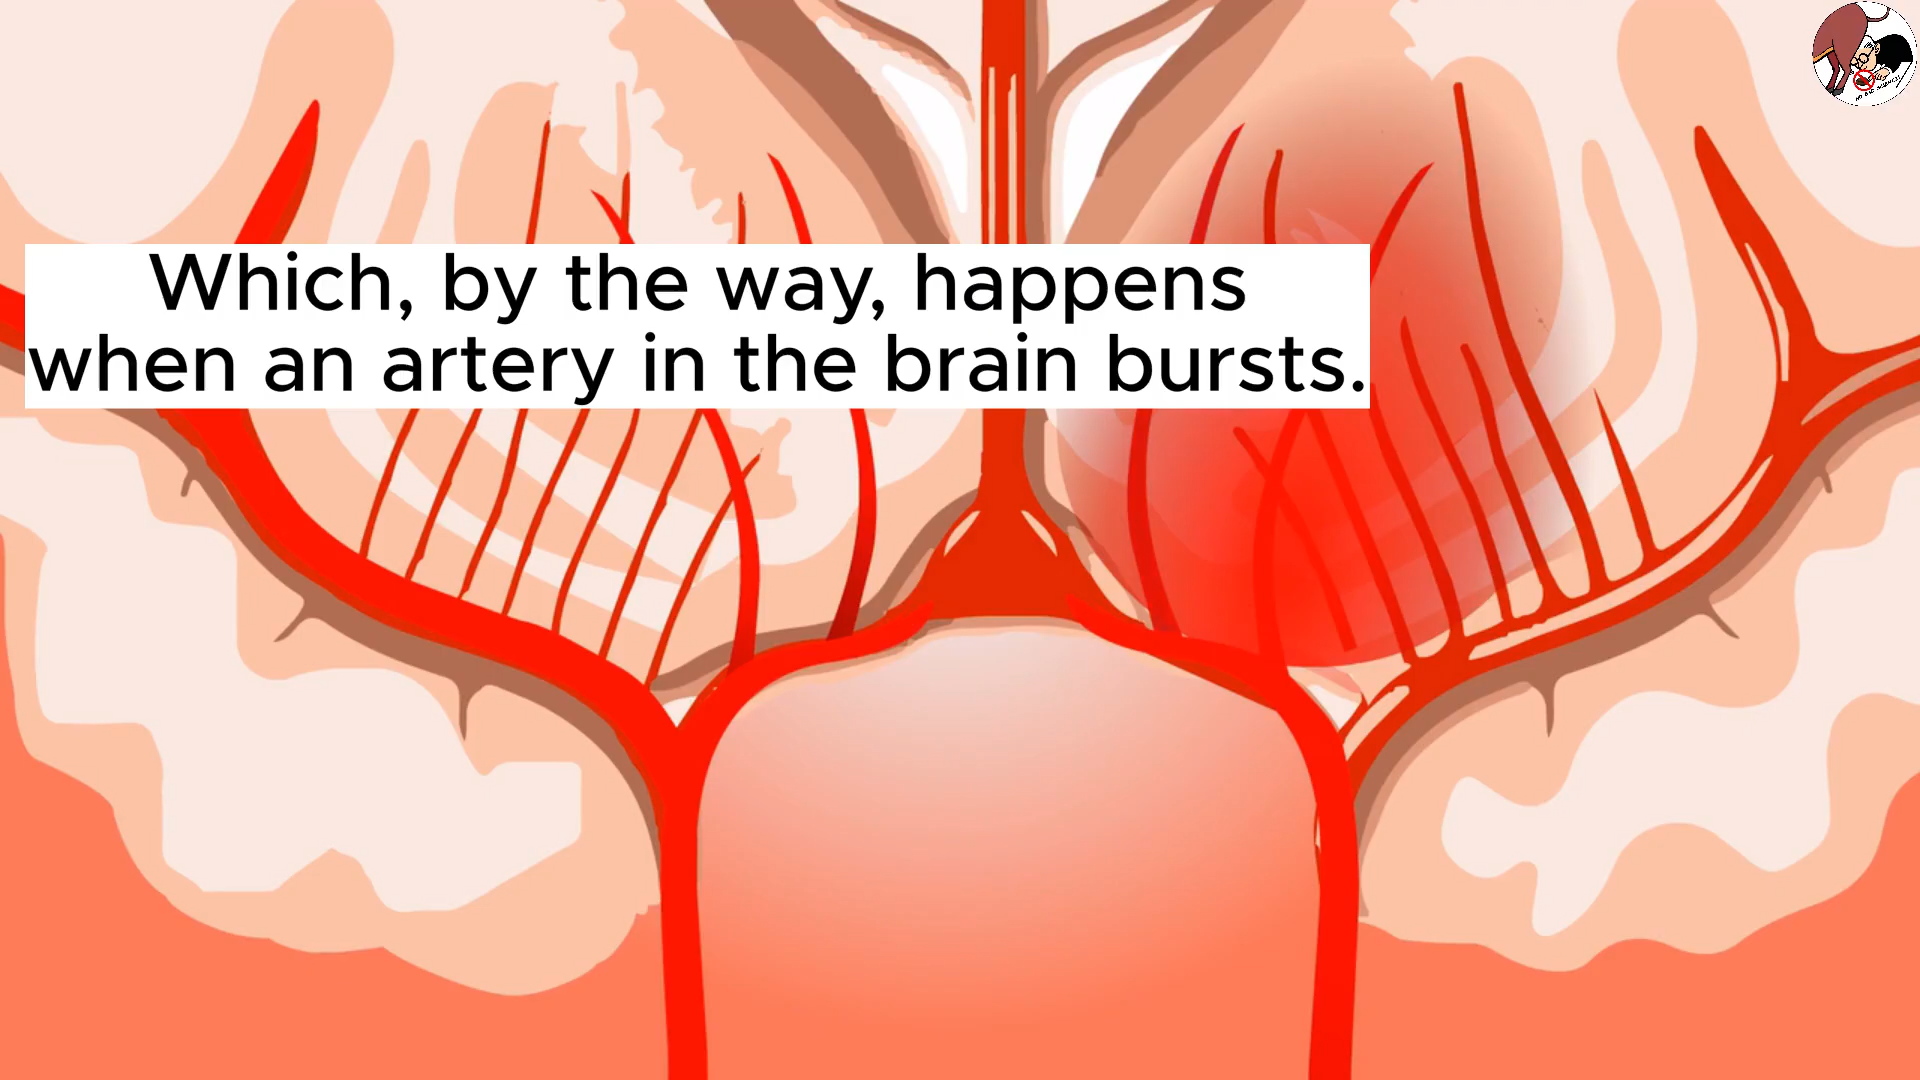 Which, by the way, happens
when an artery in the brain bursts.